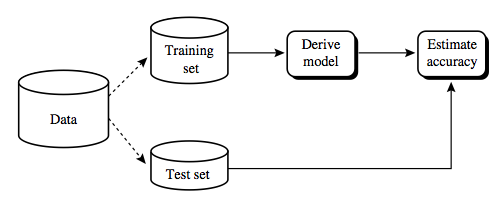 Training
set
Derive
model
Estimate
accuracy
Data
Test set